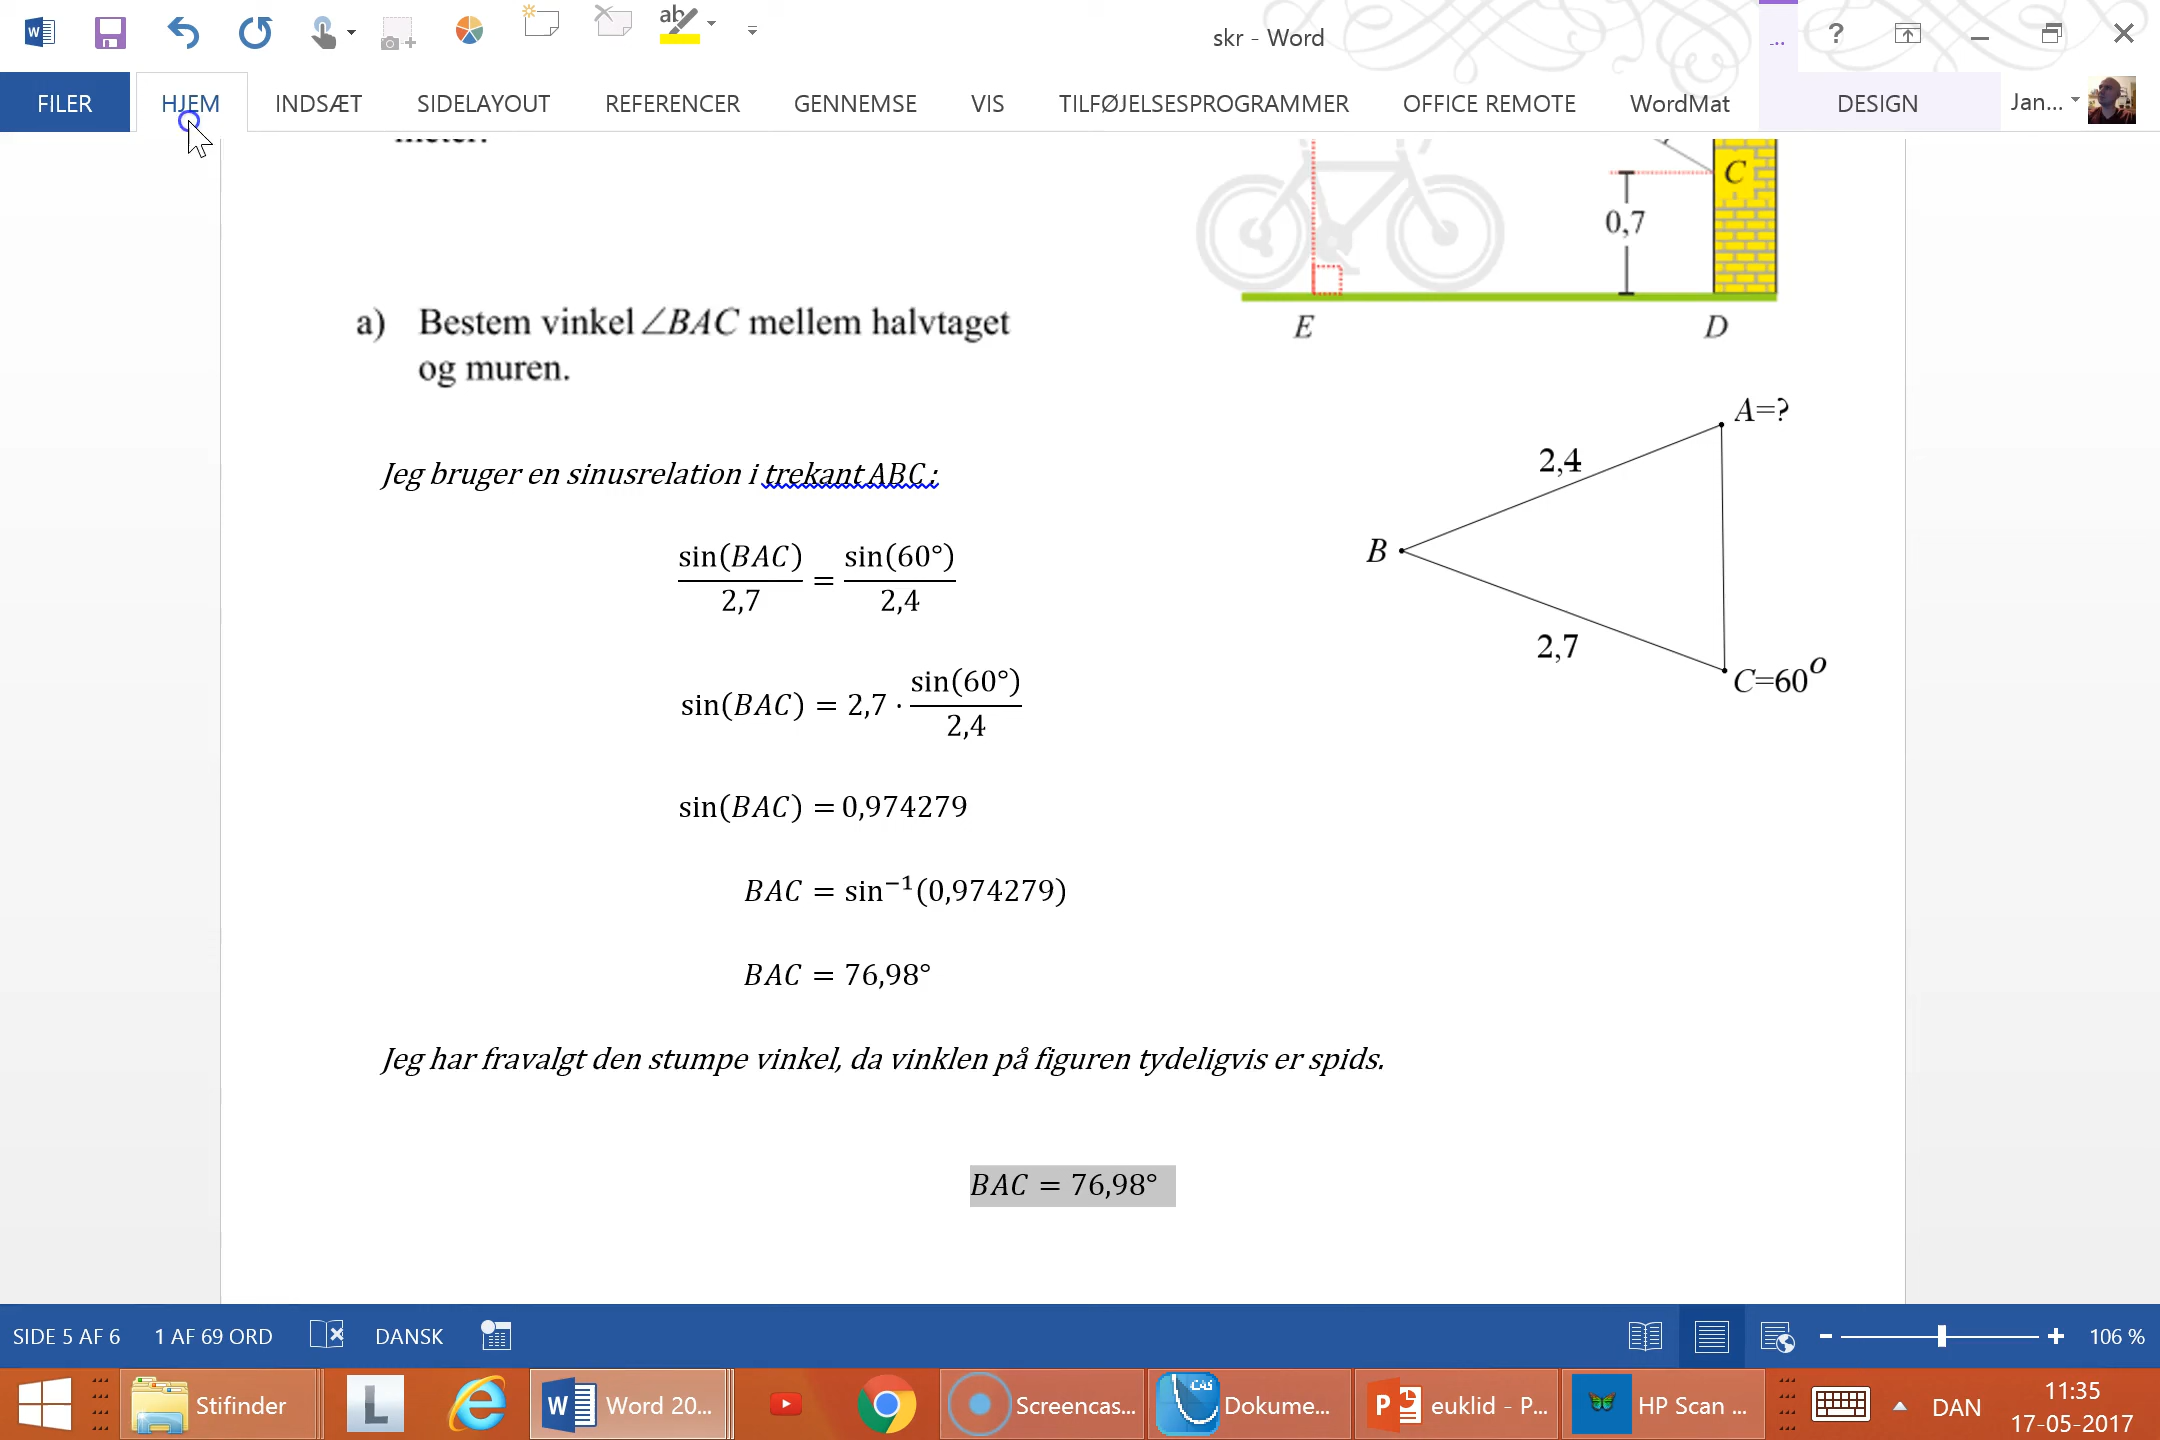 skr - Word
?
FILER HJEM INDSÆT SIDELAYOUT REFERENCER GENNEMSE VIS TILFØJELSESPROGRAMMER OFFICE REMOTE WordMat DESIGN Jan...
C
0,7
E D
a) Bestem vinkel ∠BAC mellem halvtaget
og muren.
A=?
2,4
B
2,7
C=60°
Jeg bruger en sinusrelation i trekant ABC:
sin(BAC)/2,7 = sin(60°)/2,4
sin(BAC) = 2,7 · sin(60°)/2,4
sin(BAC) = 0,974279
BAC = sin⁻¹(0,974279)
BAC = 76,98°
Jeg har fravalgt den stumpe vinkel, da vinklen på figuren tydeligvis er spids.
BAC = 76,98°
SIDE 5 AF 6 1 AF 69 ORD DANSK 106 %
Stifinder Word 20... Screencas... Dokume... euklid - P... HP Scan ... DAN
11:35
17-05-2017